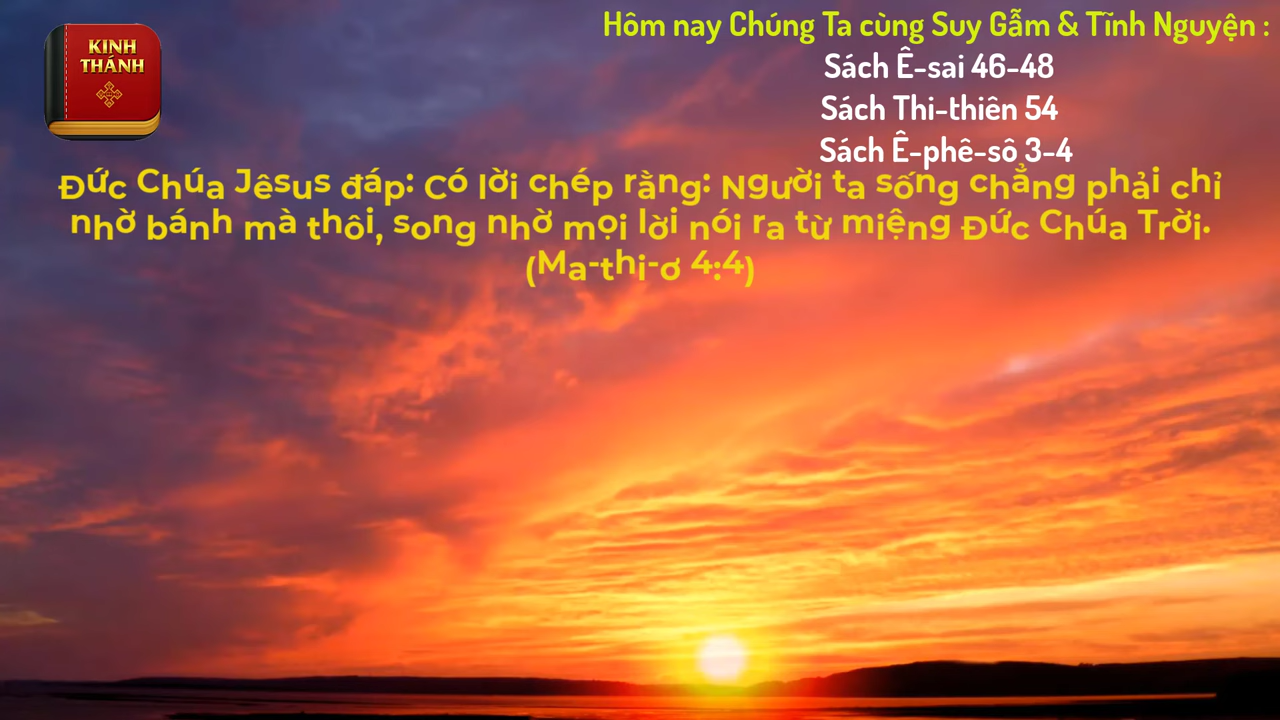 KINH
THÁNH
Hôm nay Chúng Ta cùng Suy Gẫm & Tĩnh Nguyện :
Sách Ê-sai 46-48
Sách Thi-thiên 54
Sách Ê-phê-sô 3-4
Đức Chúa Jêsus đáp: Có lời chép rằng: Người ta sống chẳng phải chỉ
nhờ bánh mà thôi, song nhờ mọi lời nói ra từ miệng Đức Chúa Trời.
(Ma-thi-ơ 4:4)